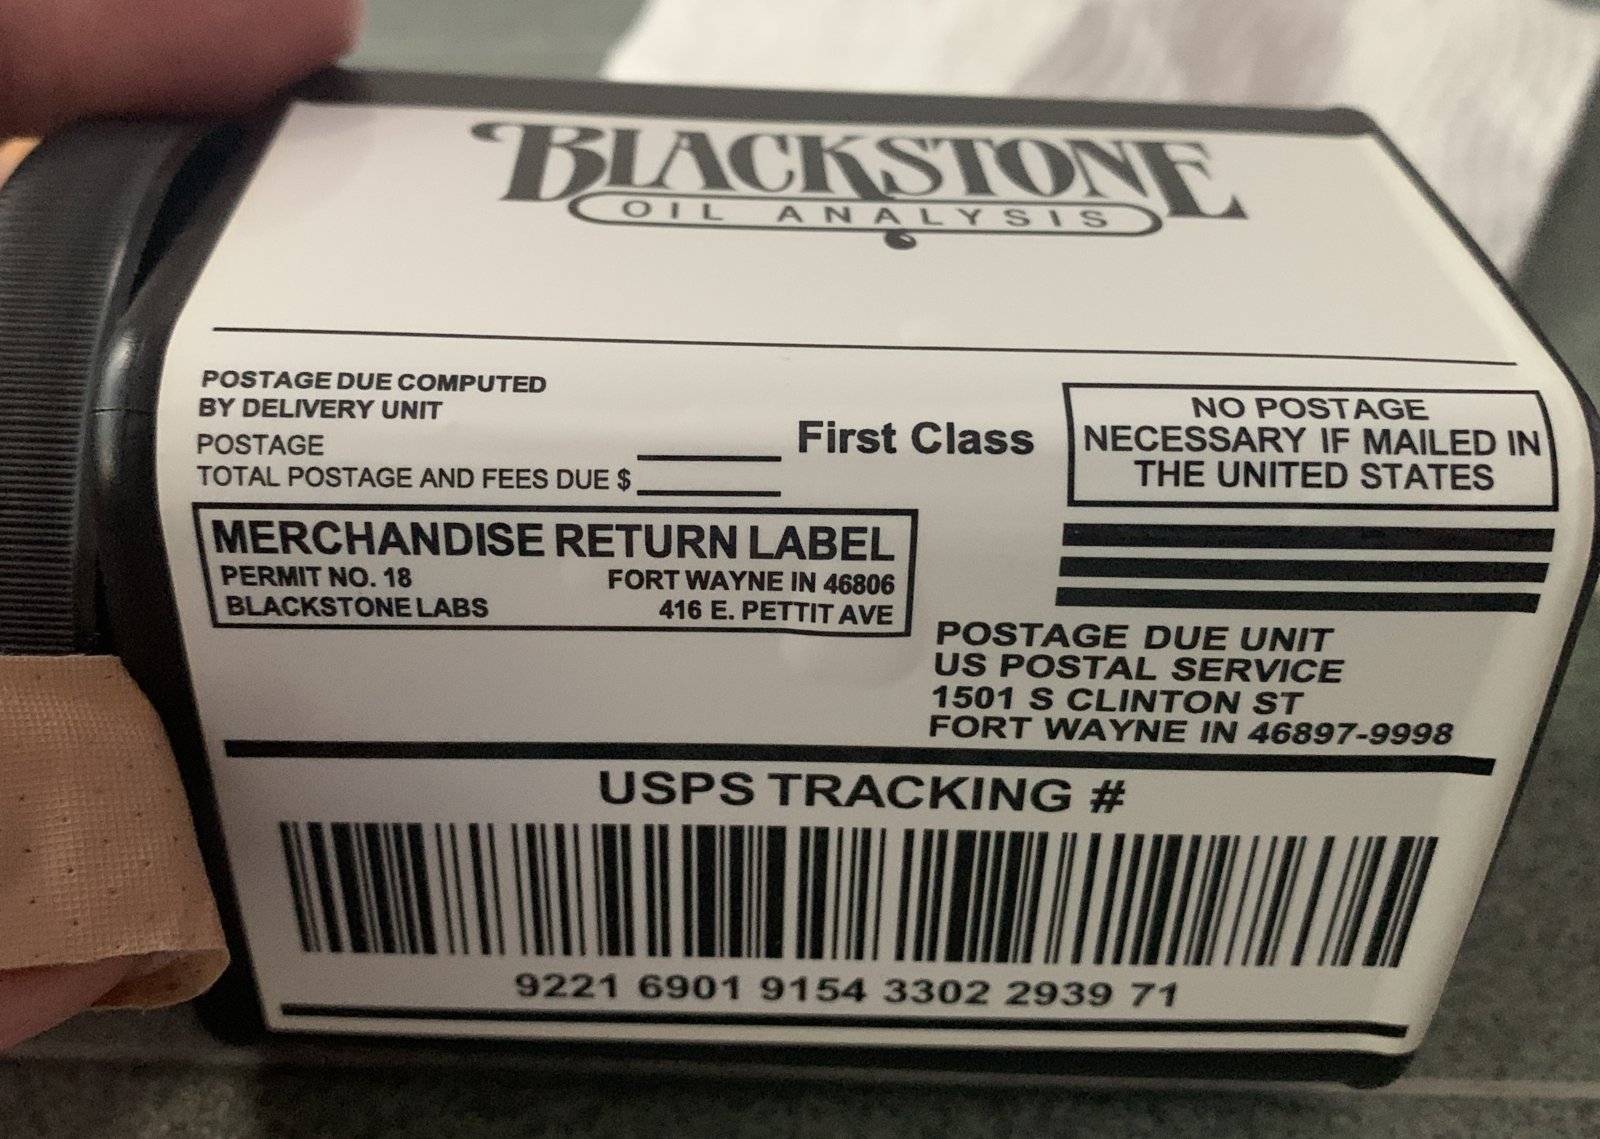 BLACKSTONE
OIL ANALYSIS
POSTAGE DUE COMPUTED
BY DELIVERY UNIT
POSTAGE
TOTAL POSTAGE AND FEES DUE $
First Class
NO POSTAGE
NECESSARY IF MAILED IN
THE UNITED STATES
MERCHANDISE RETURN LABEL
PERMIT NO. 18 FORT WAYNE IN 46806
BLACKSTONE LABS 416 E. PETTIT AVE
POSTAGE DUE UNIT
US POSTAL SERVICE
1501 S CLINTON ST
FORT WAYNE IN 46897-9998
USPS TRACKING #
9221 6901 9154 3302 2939 71